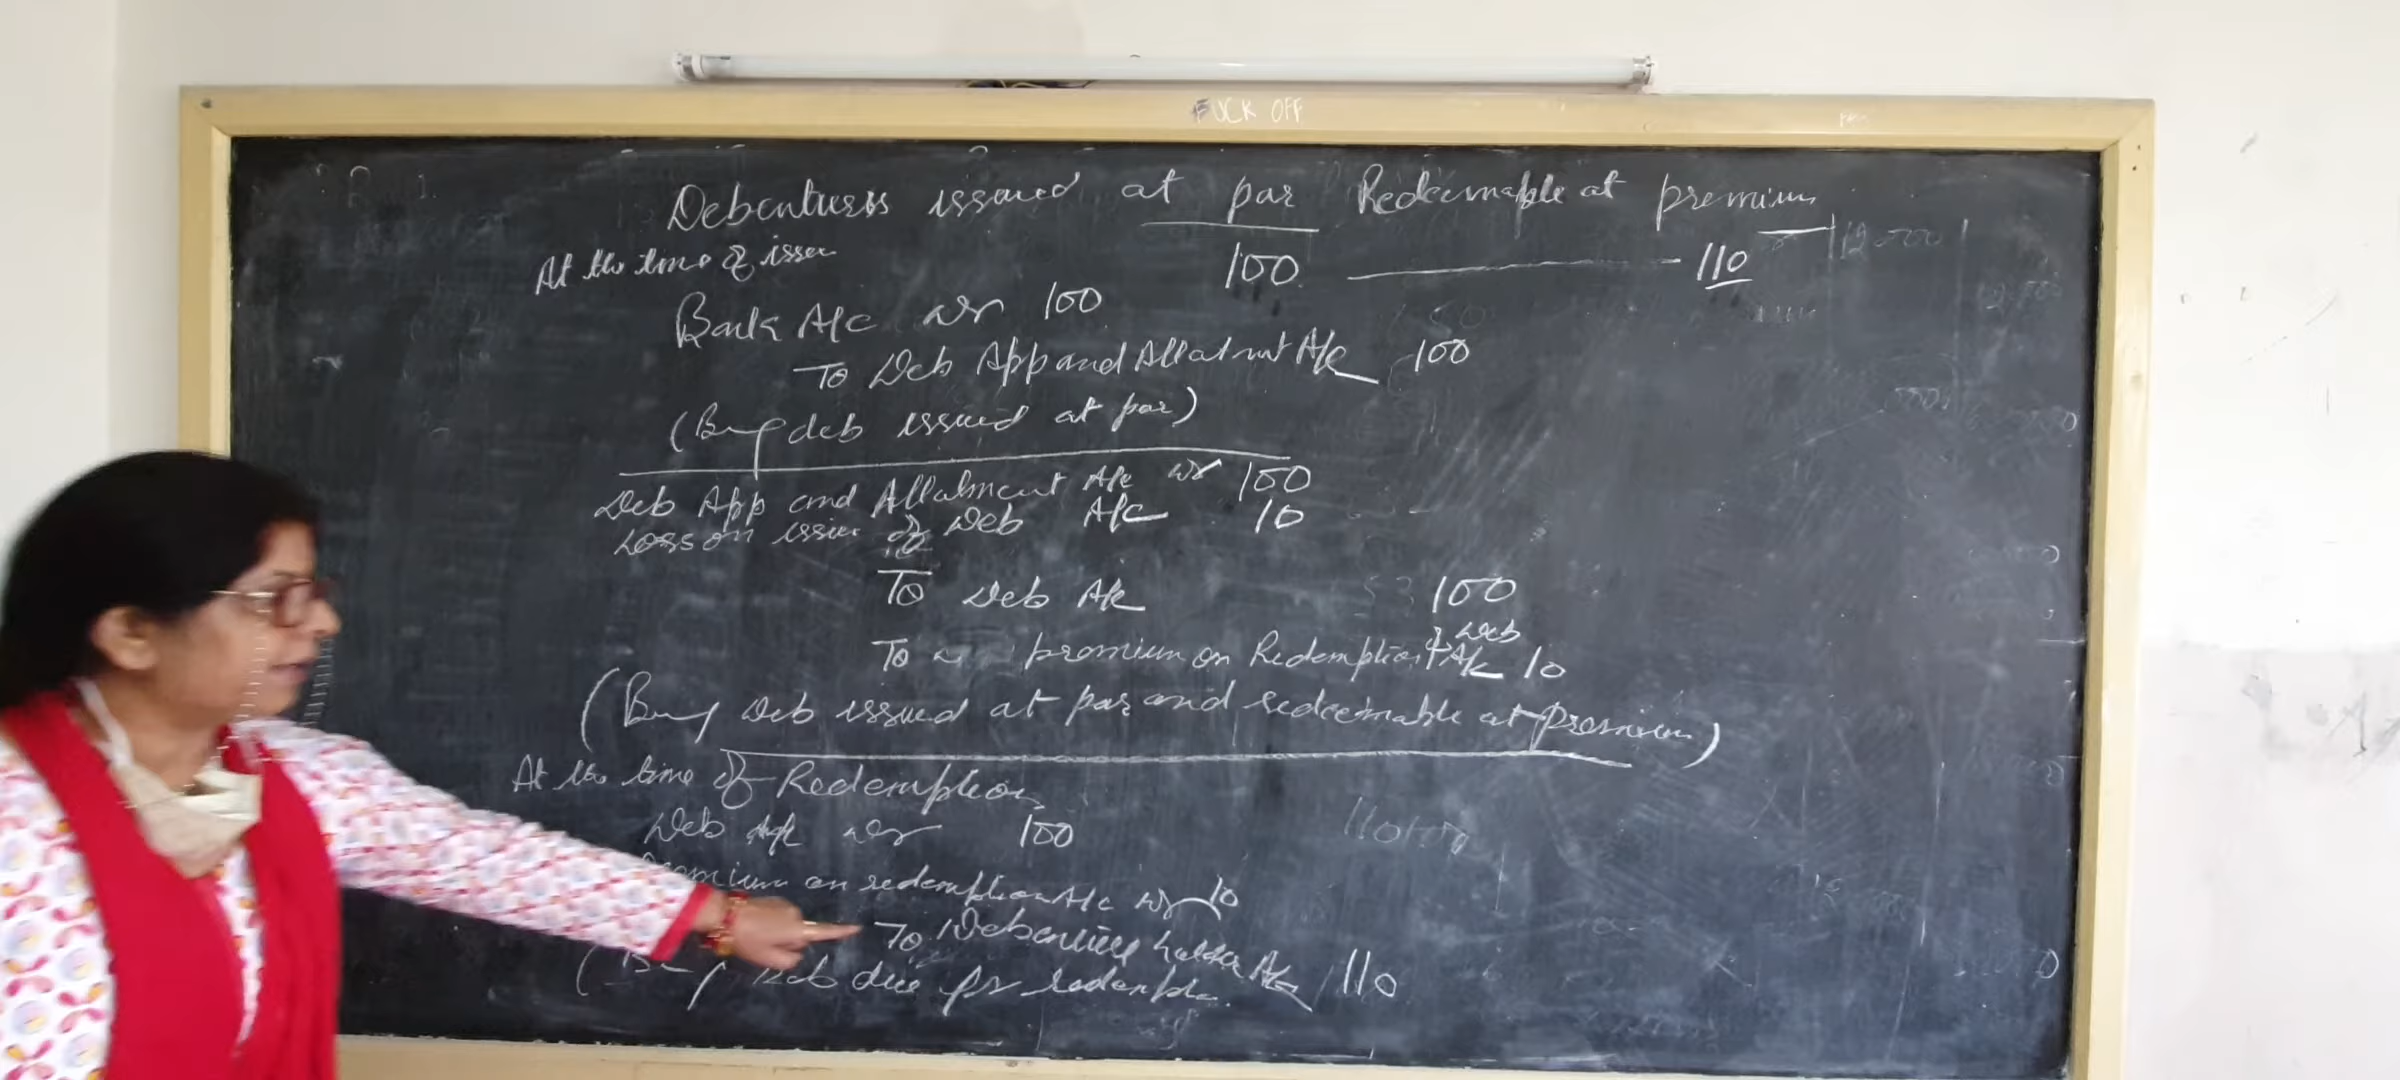 FUCK OFF
Debentures issued at par Redeemable at premium
At the time of issue 100 110
Bank A/C Dr 100
To Deb App and Allotment A/c 100
(Being deb issued at par)
Deb App and Allotment A/c Dr 100
Loss on issue of Deb A/C 10
To Deb A/c 100
To premium on Redemption of Deb A/c 10
(Being Deb issued at par and redeemable at premium)
At the time of Redemption
Deb A/c Dr 100
on redemption A/c Dr 10
To Debenture holder A/c 110
Deb due for